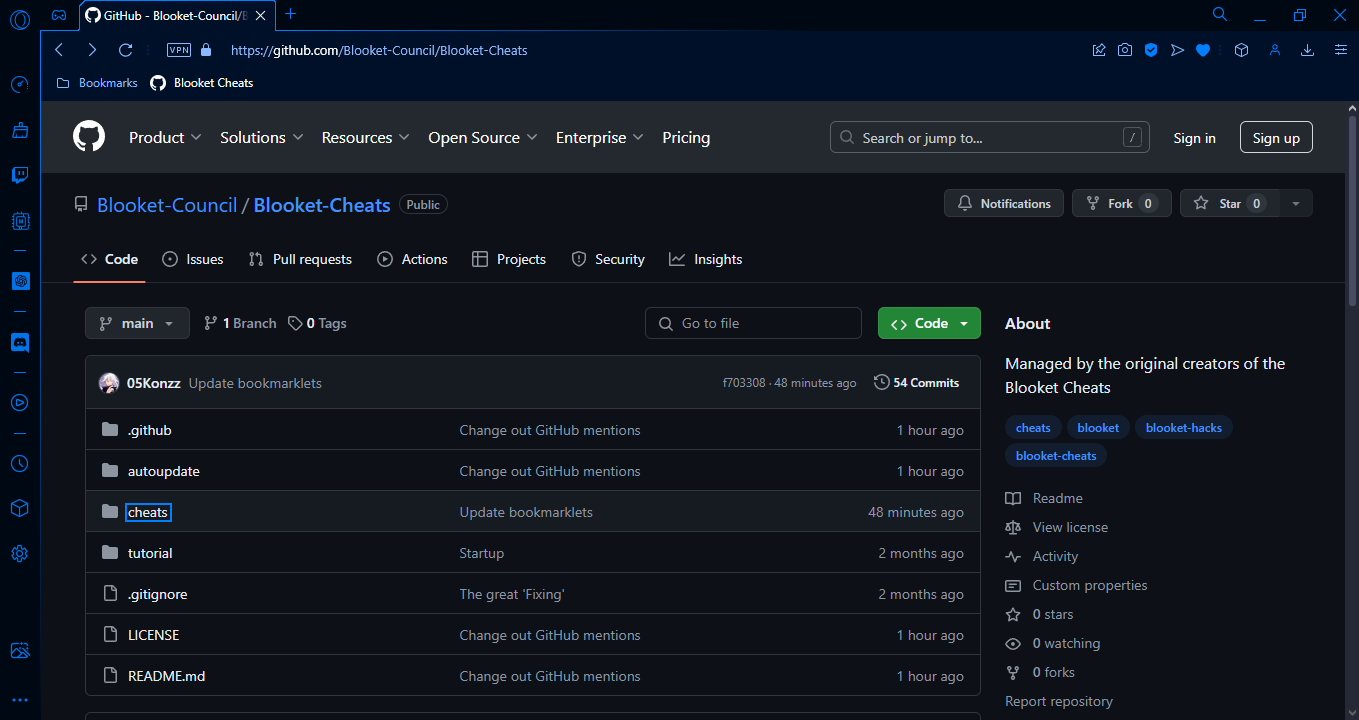 GitHub - Blooket-Council/B
VPN
https://github.com/Blooket-Council/Blooket-Cheats
Bookmarks Blooket Cheats
Product Solutions Resources Open Source Enterprise Pricing Search or jump to... / Sign in Sign up
Blooket-Council / Blooket-Cheats Public Notifications Fork 0 Star 0
Code Issues Pull requests Actions Projects Security Insights
main 1 Branch 0 Tags Go to file Code
05Konzz Update bookmarklets f703308 · 48 minutes ago 54 Commits
.github Change out GitHub mentions 1 hour ago
autoupdate Change out GitHub mentions 1 hour ago
cheats Update bookmarklets 48 minutes ago
tutorial Startup 2 months ago
.gitignore The great 'Fixing' 2 months ago
LICENSE Change out GitHub mentions 1 hour ago
README.md Change out GitHub mentions 1 hour ago
About
Managed by the original creators of the
Blooket Cheats
cheats blooket blooket-hacks
blooket-cheats
Readme
View license
Activity
Custom properties
0 stars
0 watching
0 forks
Report repository